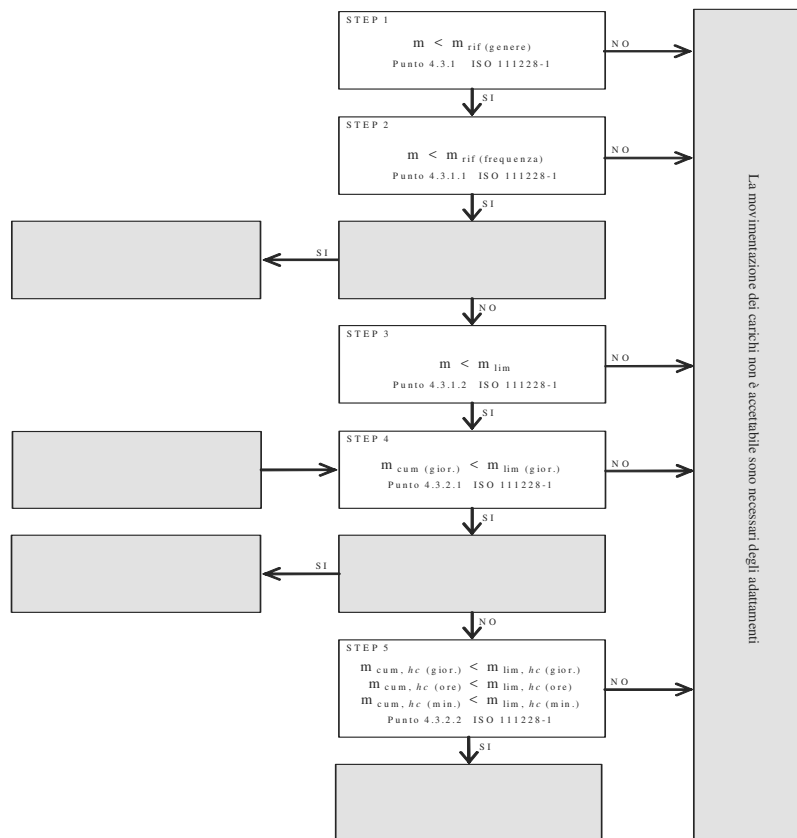 STEP 1
m < m rif (genere)
Punto 4.3.1 ISO 111228-1
NO
SI
STEP 2
m < m rif (frequenza)
Punto 4.3.1.1 ISO 111228-1
NO
SI
SI
NO
STEP 3
m < m lim
Punto 4.3.1.2 ISO 111228-1
NO
SI
STEP 4
m cum (gior.) < m lim (gior.)
Punto 4.3.2.1 ISO 111228-1
NO
SI
SI
NO
STEP 5
m cum, hc (gior.) < m lim, hc (gior.)
m cum, hc (ore) < m lim, hc (ore)
m cum, hc (min.) < m lim, hc (min.)
Punto 4.3.2.2 ISO 111228-1
NO
SI
La movimentazione dei carichi non è accettabile sono necessari degli adattamenti